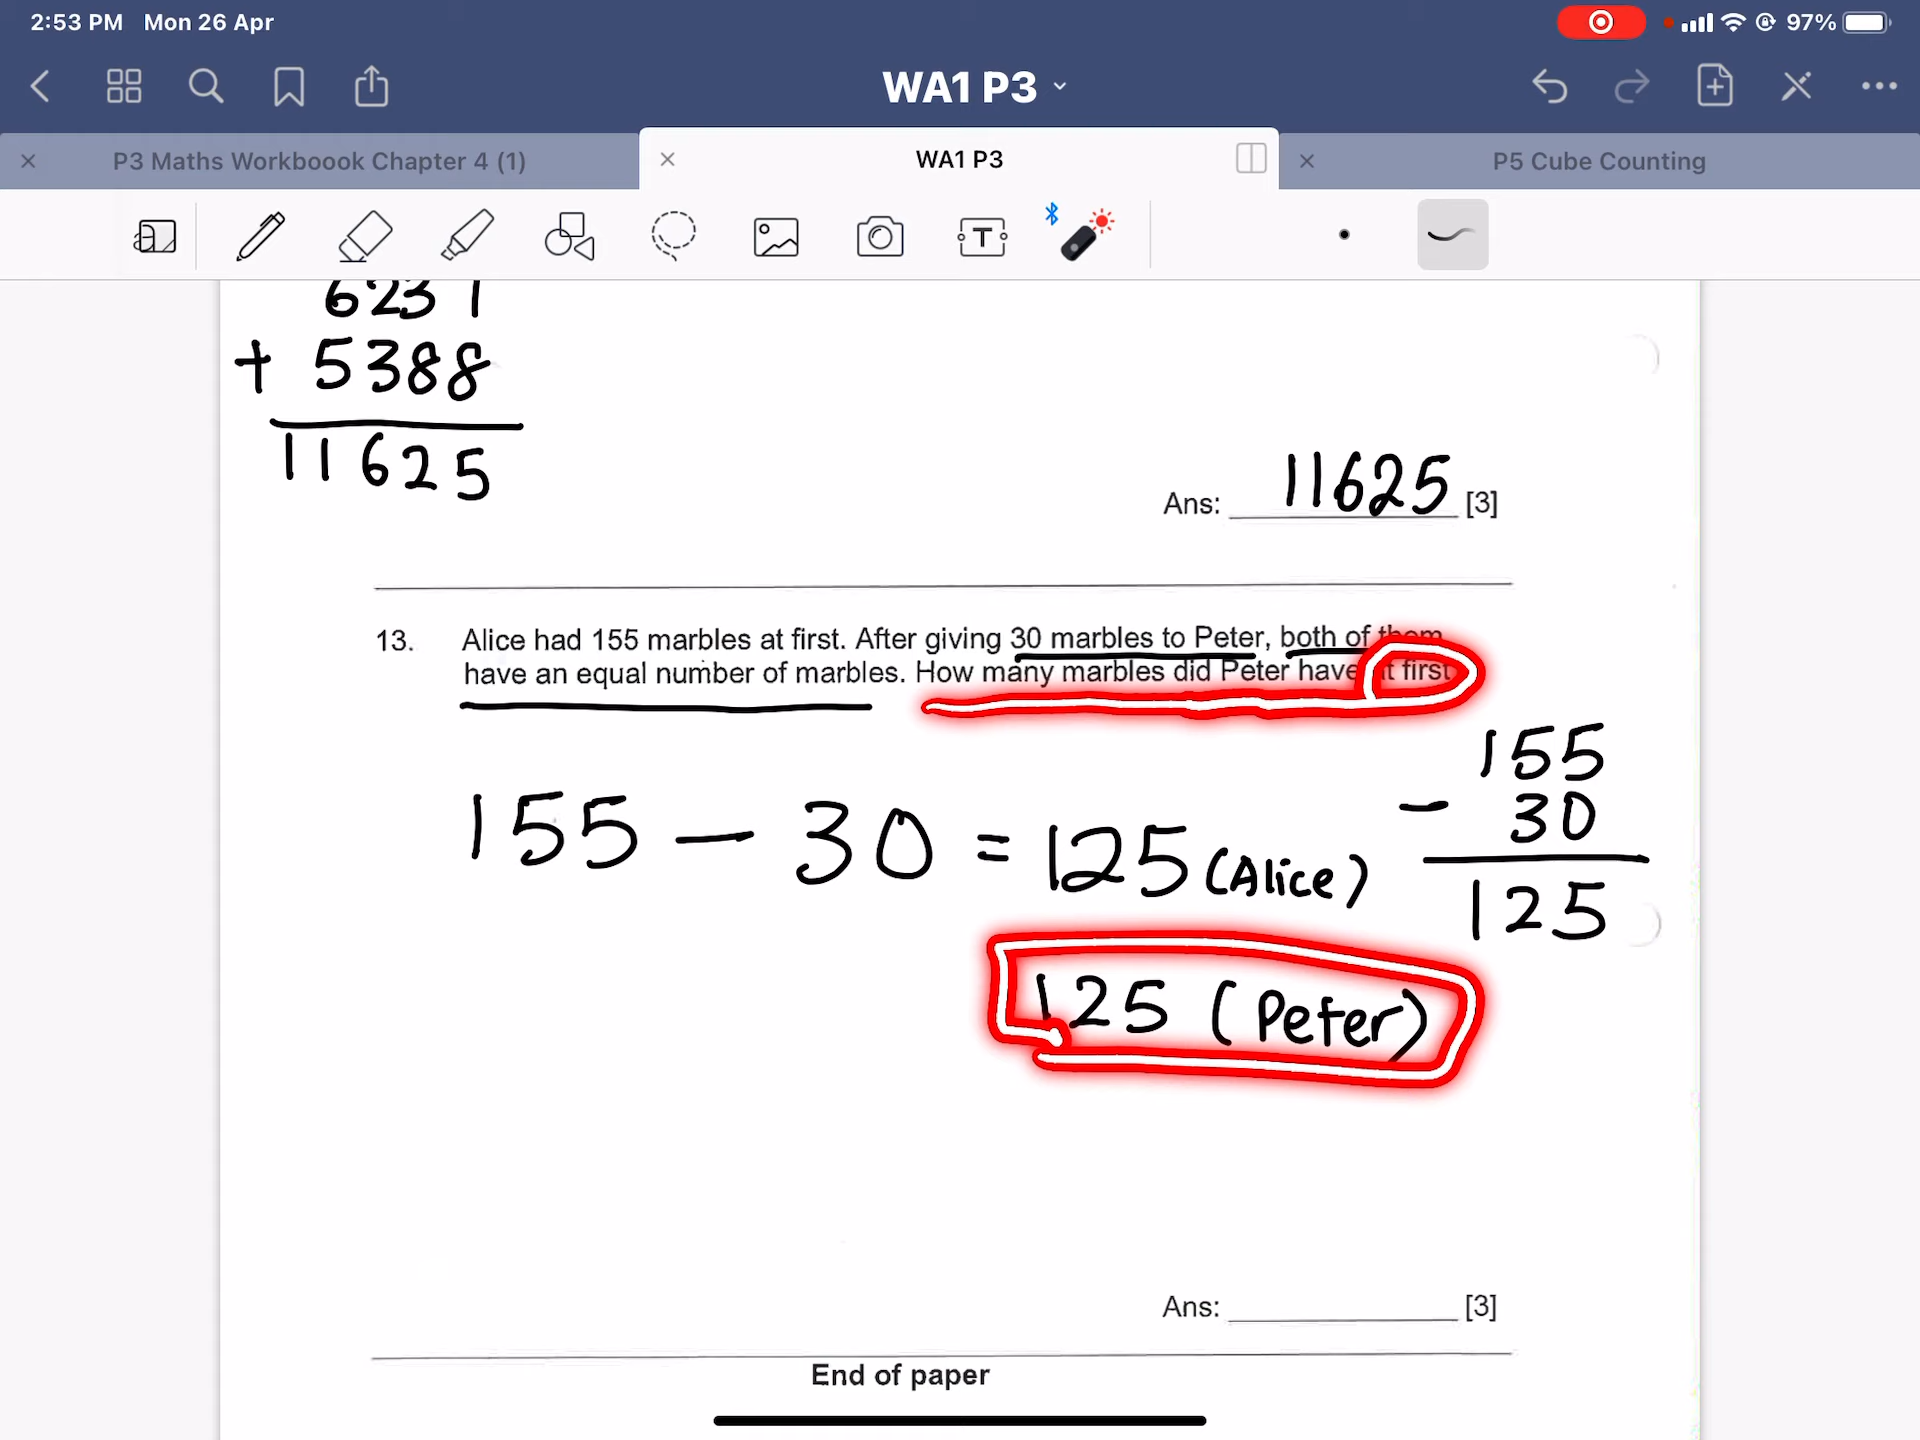 2:53 PM Mon 26 Apr
97%
WA1 P3
P3 Maths Workboook Chapter 4 (1)
WA1 P3
P5 Cube Counting
6231
+ 5388
11625
Ans: 11625 [3]
13. Alice had 155 marbles at first. After giving 30 marbles to Peter, both of them
have an equal number of marbles. How many marbles did Peter have at first
155 - 30 = 125 (Alice)
155
- 30
125
125 (Peter)
Ans: [3]
End of paper